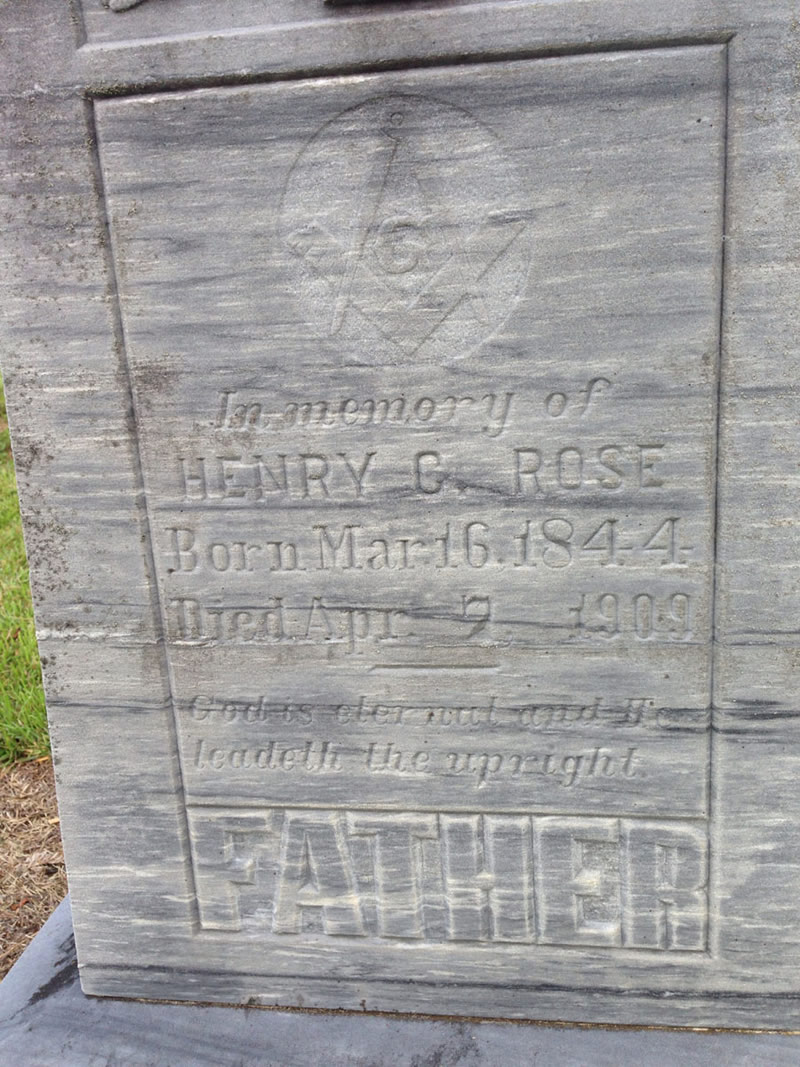 G
In memory of
HENRY C. ROSE
Born Mar. 16. 1844
Died Apr. 7. 1909
God is eternal and He
leadeth the upright
FATHER